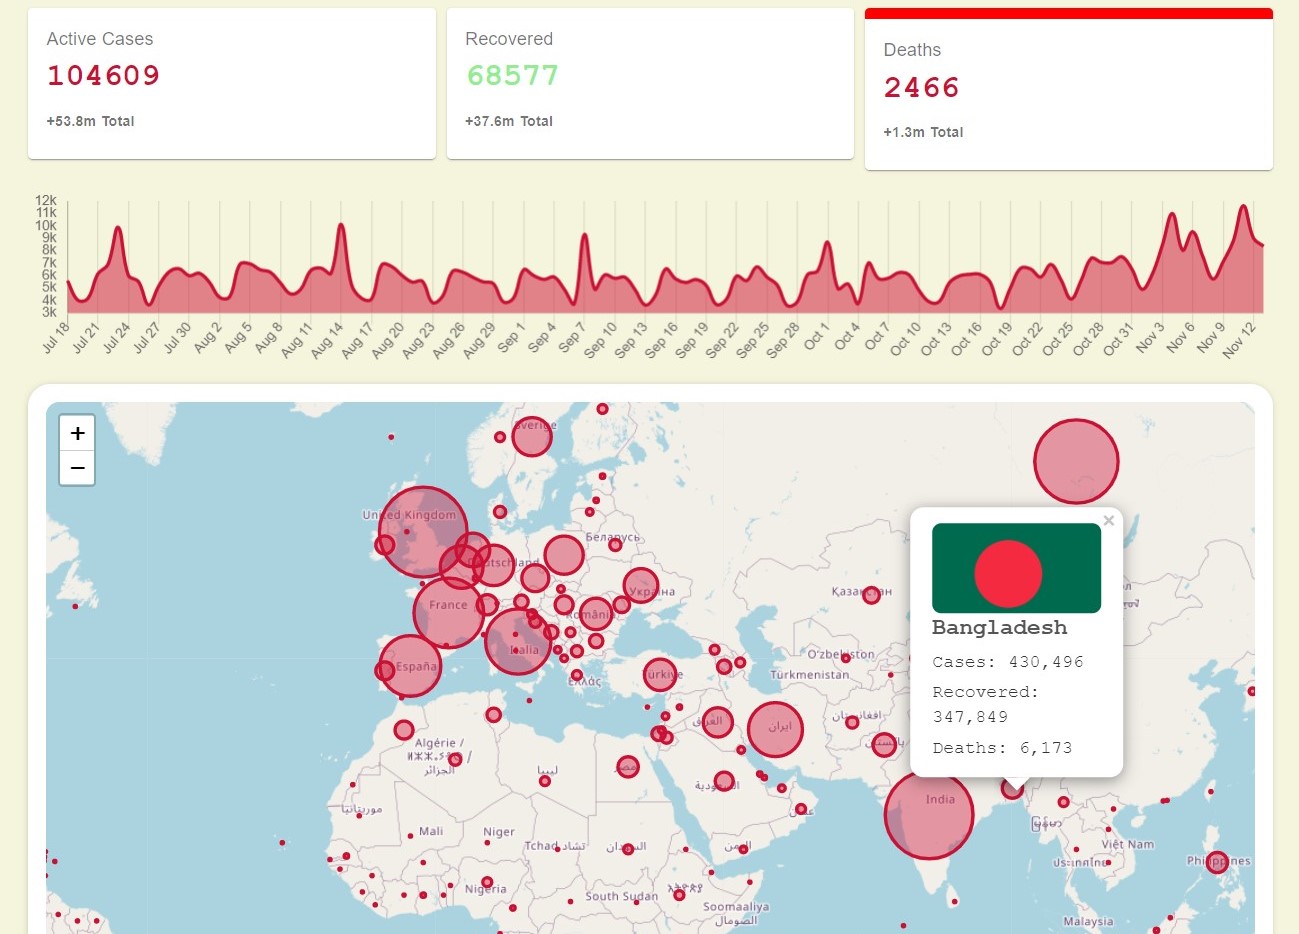 Active Cases
104609
+53.8m Total
Recovered
68577
+37.6m Total
Deaths
2466
+1.3m Total
12k
11k
10k
9k
8k
7k
6k
5k
4k
3k
Jul 18
Jul 21
Jul 24
Jul 27
Jul 30
Aug 2
Aug 5
Aug 8
Aug 11
Aug 14
Aug 17
Aug 20
Aug 23
Aug 26
Aug 29
Sep 1
Sep 4
Sep 7
Sep 10
Sep 13
Sep 16
Sep 19
Sep 22
Sep 25
Sep 28
Oct 1
Oct 4
Oct 7
Oct 10
Oct 13
Oct 16
Oct 19
Oct 22
Oct 25
Oct 28
Oct 31
Nov 3
Nov 6
Nov 9
Nov 12
+
−
Sverige
United Kingdom
Беларусь
Deutschland
Україна
Казахстан
France
România
Italia
España
Ελλάς
Türkiye
O'zbekiston
Türkmenistan
×
Bangladesh
Cases: 430,496
Recovered:
347,849
Deaths: 6,173
افغانستان
العراق
ایران
پاکستان
Algérie /
الجزائر
ليبيا
مصر
السعودية
عمان
India
موريتانيا
Mali
Niger
Tchad تشاد
السودان
اليمن
Việt Nam
Philippines
Nigeria
South Sudan
Soomaaliya
الصومال
Malaysia